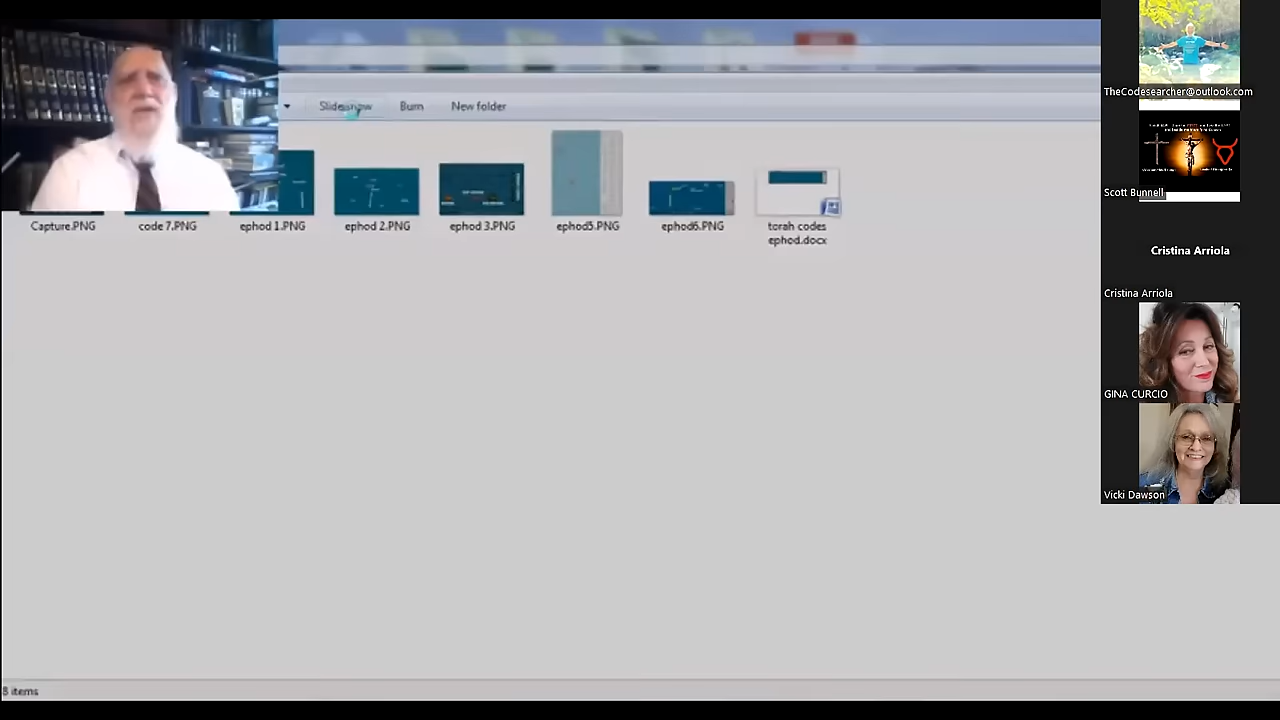 Slideshow
Burn
New folder
Capture.PNG
code 7.PNG
ephod 1.PNG
ephod 2.PNG
ephod 3.PNG
ephod5.PNG
ephod6.PNG
torah codes
ephod.docx
8 items
TheCodesearcher@outlook.com
Scott Bunnell
Cristina Arriola
Cristina Arriola
GINA CURCIO
Vicki Dawson